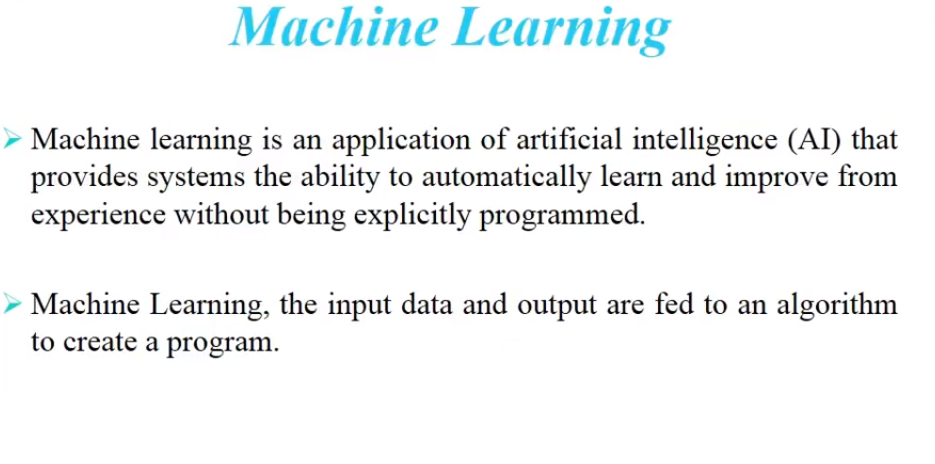 Machine Learning
Machine learning is an application of artificial intelligence (AI) that
provides systems the ability to automatically learn and improve from
experience without being explicitly programmed.
Machine Learning, the input data and output are fed to an algorithm
to create a program.